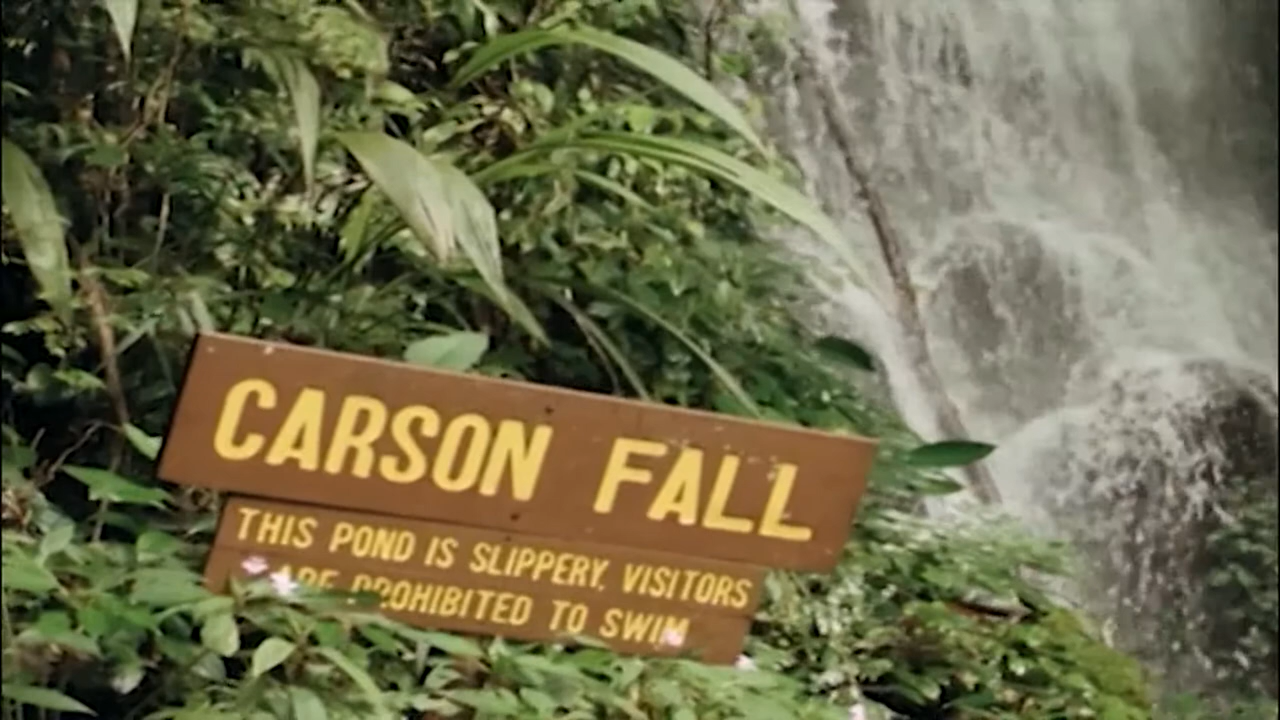 CARSON FALL
THIS POND IS SLIPPERY, VISITORS
ARE PROHIBITED TO SWIM